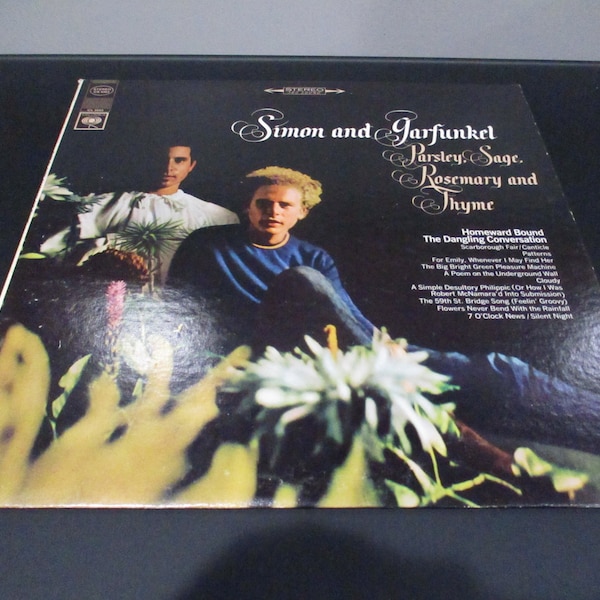 STEREO
Simon and Garfunkel
Parsley, Sage,
Rosemary and
Thyme
Homeward Bound
The Dangling Conversation
Scarborough Fair/Canticle
Patterns
For Emily, Whenever I May Find Her
The Big Bright Green Pleasure Machine
A Poem on the Underground Wall
Cloudy
A Simple Desultory Philippic (Or How I Was
Robert McNamara'd Into Submission)
The 59th St. Bridge Song (Feelin' Groovy)
Flowers Never Bend With the Rainfall
7 O'Clock News / Silent Night